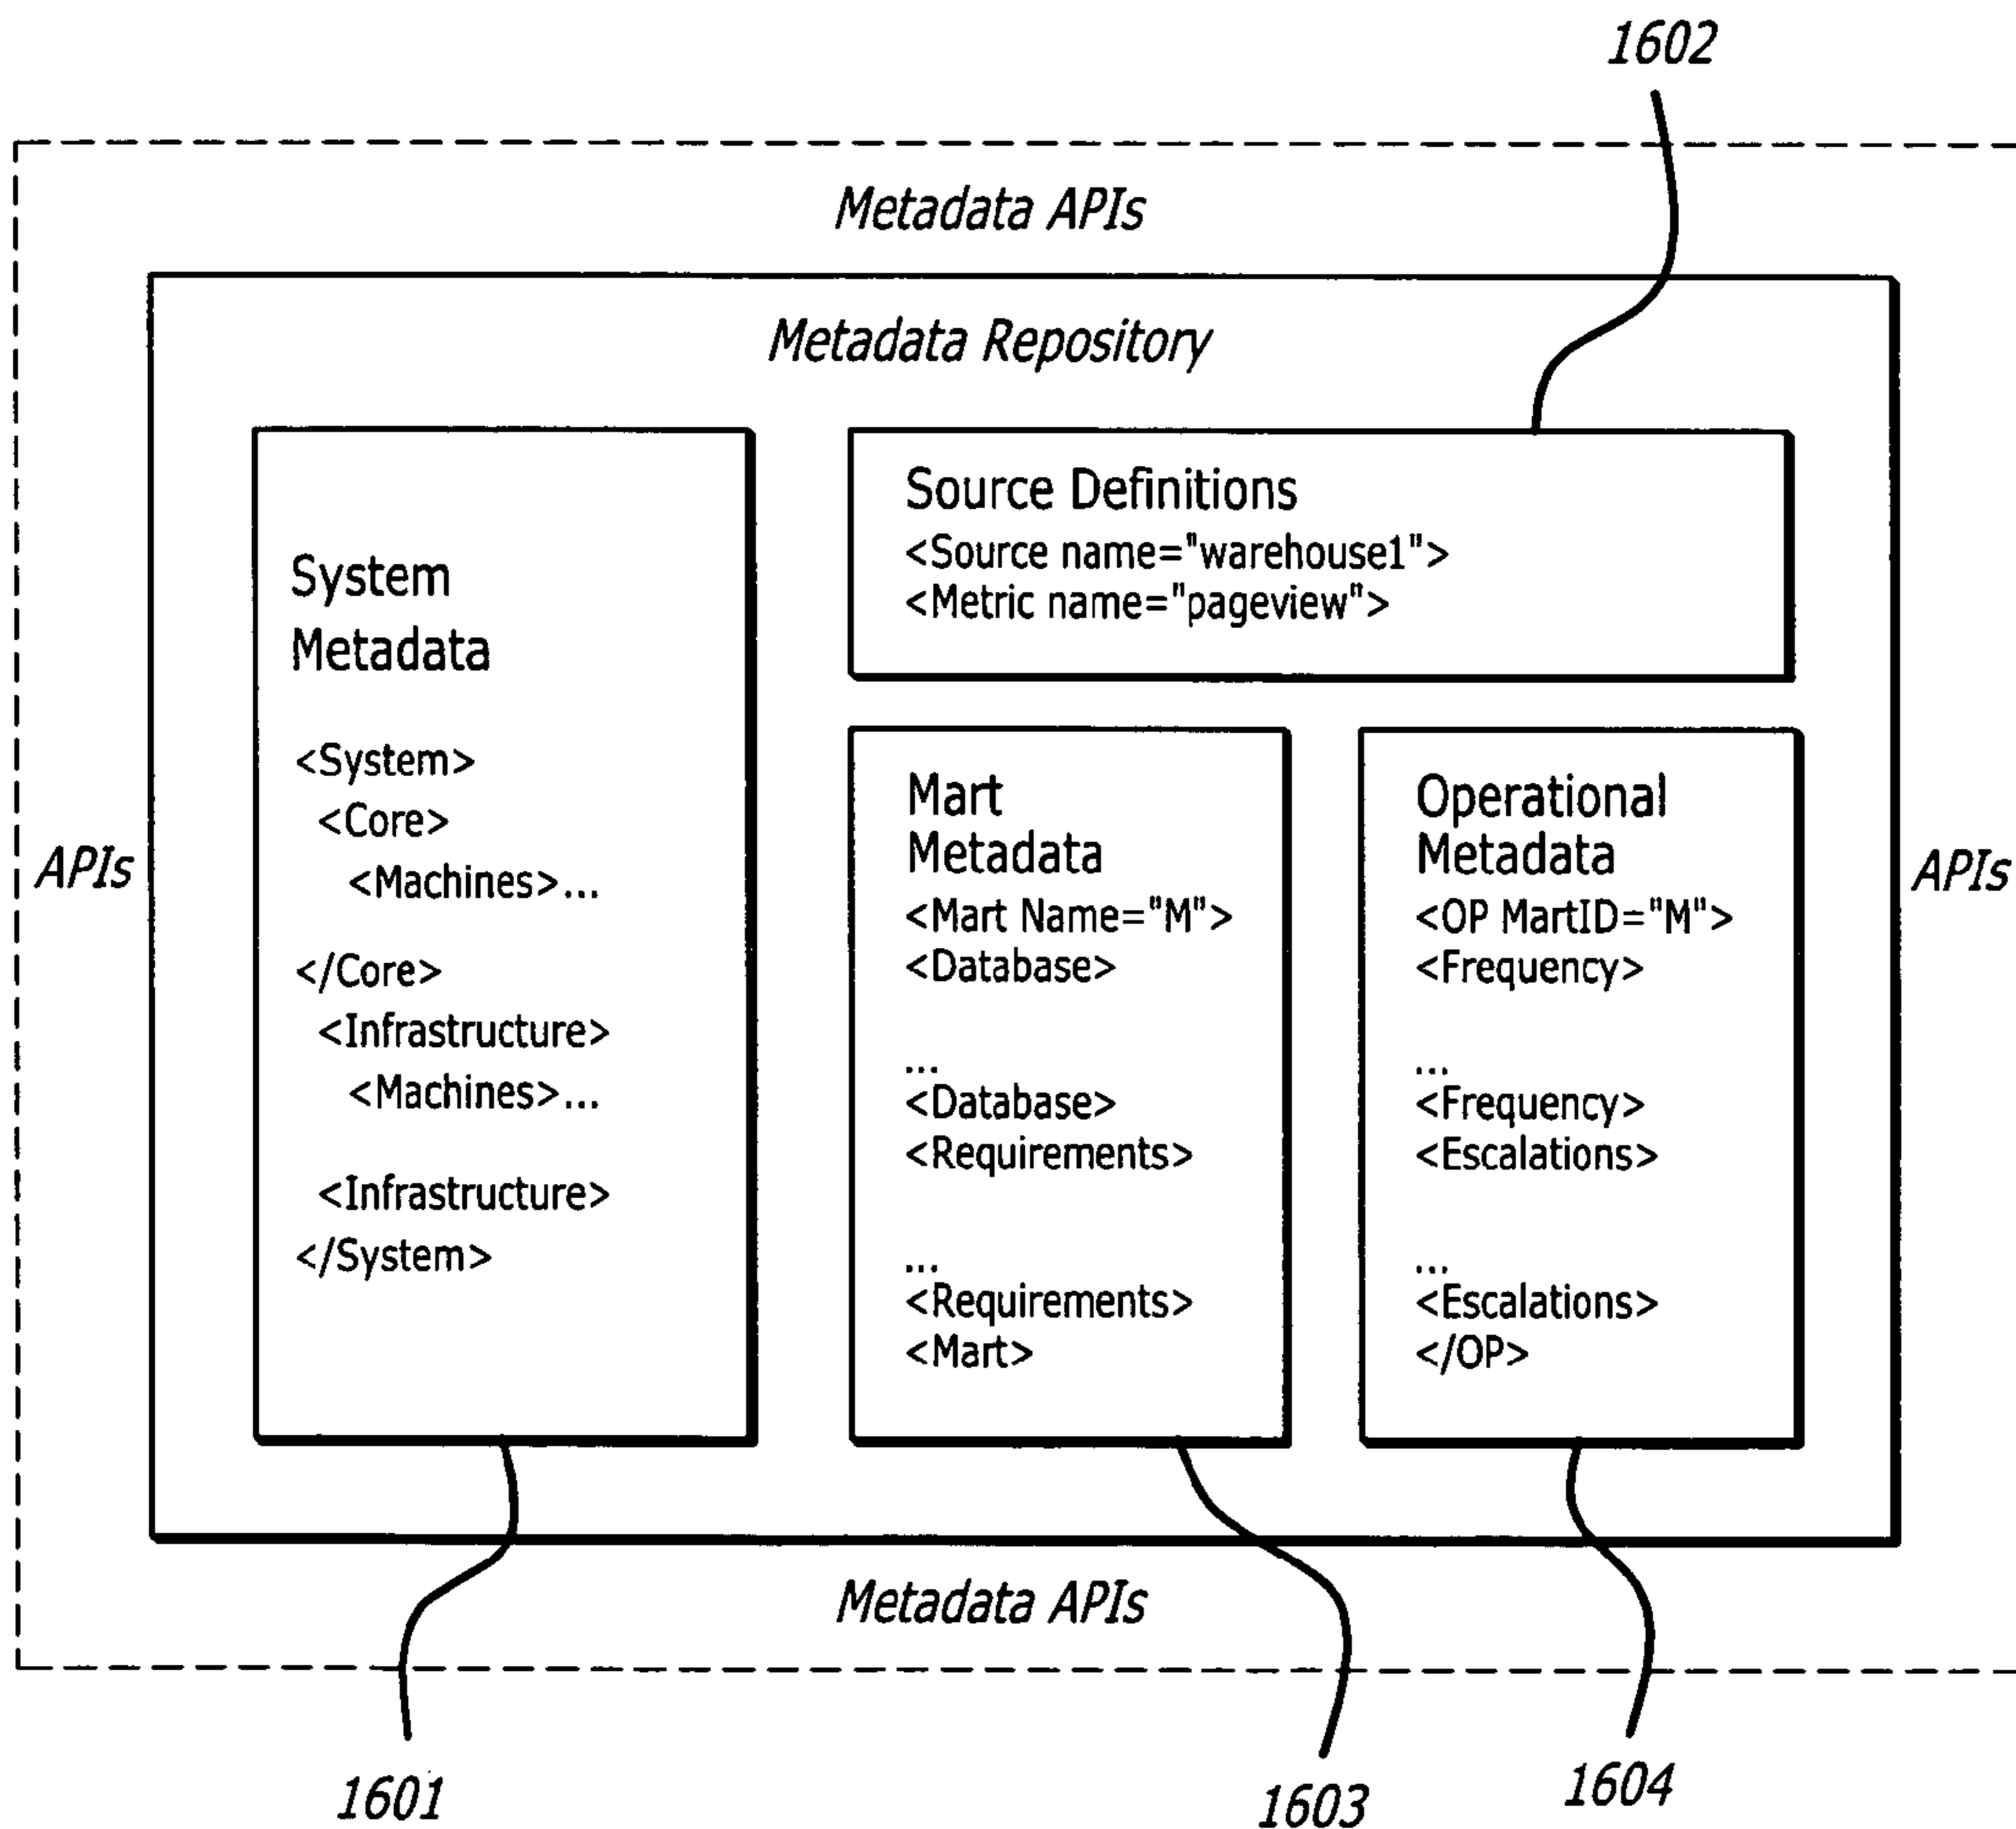 1602
Metadata APIs
Metadata Repository
System
Metadata
<System>
<Core>
<Machines>...
</Core>
<Infrastructure>
<Machines>...
<Infrastructure>
</System>
Source Definitions
<Source name="warehouse1">
<Metric name="pageview">
Mart
Metadata
<Mart Name="M">
<Database>
...
<Database>
<Requirements>
...
<Requirements>
<Mart>
Operational
Metadata
<OP MartID="M">
<Frequency>
...
<Frequency>
<Escalations>
...
<Escalations>
</OP>
APIs
APIs
Metadata APIs
1601
1603
1604